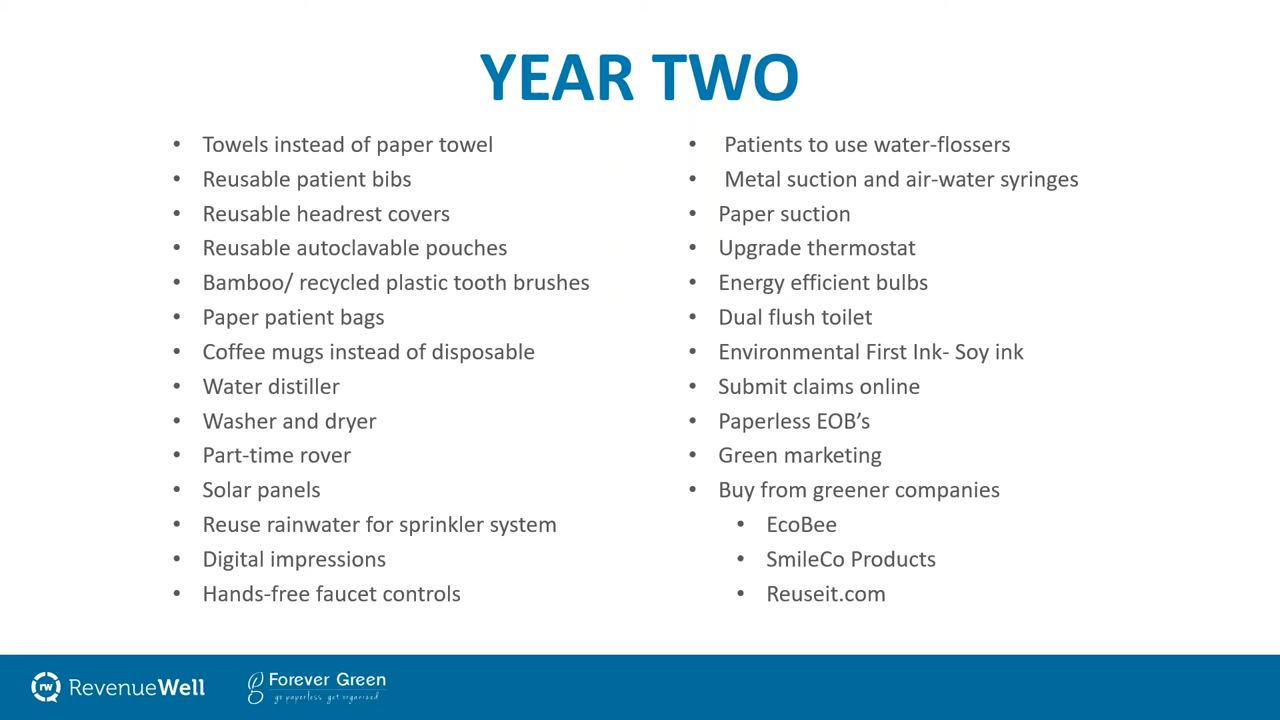 YEAR TWO
• Towels instead of paper towel
• Reusable patient bibs
• Reusable headrest covers
• Reusable autoclavable pouches
• Bamboo/ recycled plastic tooth brushes
• Paper patient bags
• Coffee mugs instead of disposable
• Water distiller
• Washer and dryer
• Part-time rover
• Solar panels
• Reuse rainwater for sprinkler system
• Digital impressions
• Hands-free faucet controls
• Patients to use water-flossers
• Metal suction and air-water syringes
• Paper suction
• Upgrade thermostat
• Energy efficient bulbs
• Dual flush toilet
• Environmental First Ink- Soy ink
• Submit claims online
• Paperless EOB’s
• Green marketing
• Buy from greener companies
• EcoBee
• SmileCo Products
• Reuseit.com
rw RevenueWell
Forever Green
go paperless get organized